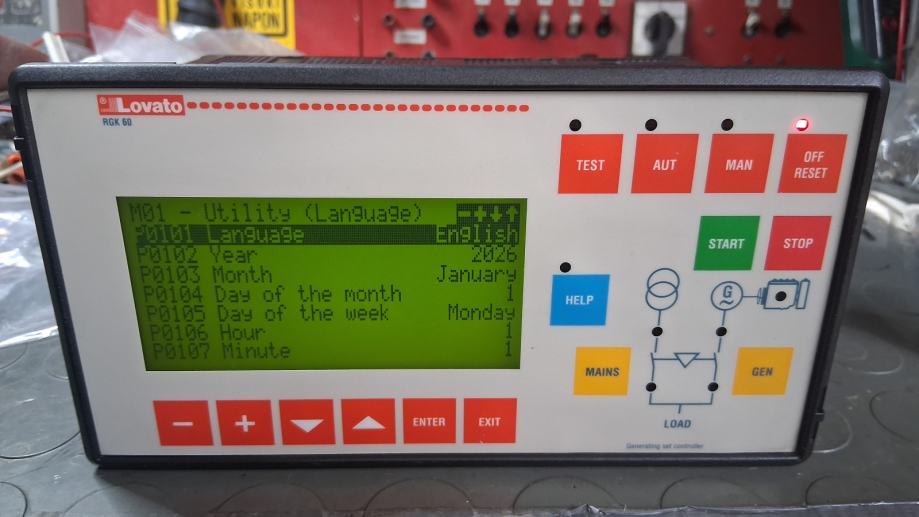 NAPON
Lovato
RGK 60
TEST
AUT
MAN
OFF RESET
M01 - Utility (Language)
P0101 Language English
P0102 Year 2026
P0103 Month January
P0104 Day of the month 1
P0105 Day of the week Monday
P0106 Hour 1
P0107 Minute 1
START
STOP
HELP
G
MAINS
GEN
LOAD
- +
ENTER
EXIT
Generating set controller